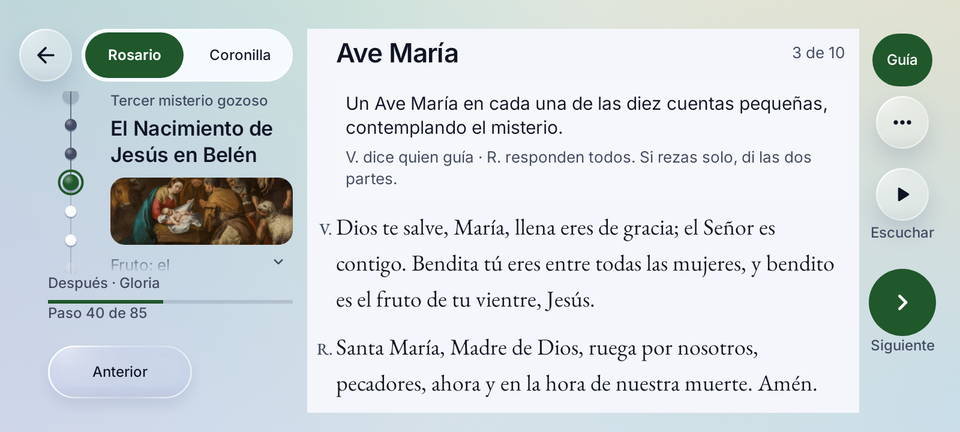 Rosario
Coronilla
Tercer misterio gozoso
El Nacimiento de
Jesús en Belén
Fruto: el
Después · Gloria
Paso 40 de 85
Anterior
Ave María
3 de 10
Un Ave María en cada una de las diez cuentas pequeñas,
contemplando el misterio.
V. dice quien guía · R. responden todos. Si rezas solo, di las dos
partes.
V. Dios te salve, María, llena eres de gracia; el Señor es
contigo. Bendita tú eres entre todas las mujeres, y bendito
es el fruto de tu vientre, Jesús.
R. Santa María, Madre de Dios, ruega por nosotros,
pecadores, ahora y en la hora de nuestra muerte. Amén.
Guía
Escuchar
Siguiente